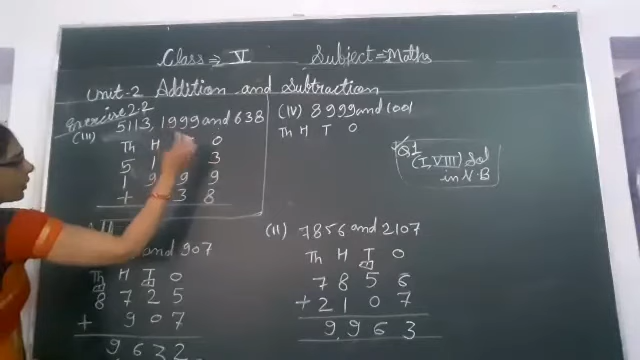 Class ⇒ V Subject = Maths
Unit-2 Addition and Subtraction
Exercise 2.2
(III) 5113, 1999 and 638
Th H O
5 1 3
1 9 9 9
+ 3 8
and 907
Th H T O
8 7 2 5
+ 9 0 7
9 6 3 2
(IV) 8999 and 1001
Th H T O
(II) 7856 and 2107
Th H T O
7 8 5 6
+ 2 1 0 7
9, 9 6 3
Q.1
(I, VIII) Sol
in N.B